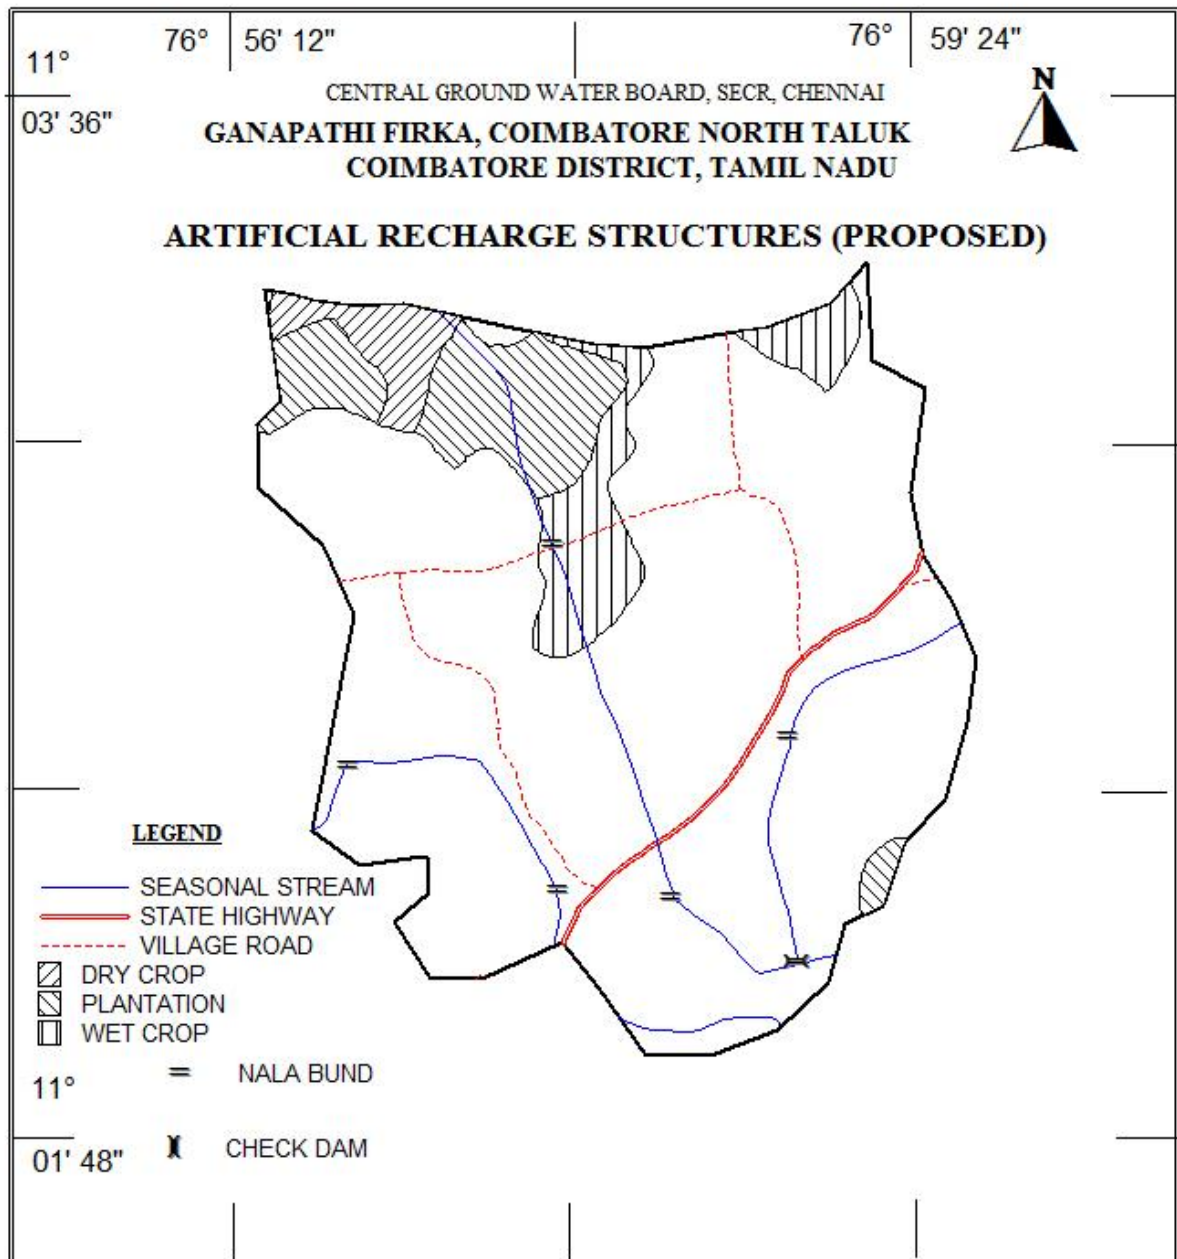 76° 56' 12" 76° 59' 24"
11°
03' 36"
N
CENTRAL GROUND WATER BOARD, SECR, CHENNAI
GANAPATHI FIRKA, COIMBATORE NORTH TALUK
COIMBATORE DISTRICT, TAMIL NADU
ARTIFICIAL RECHARGE STRUCTURES (PROPOSED)
LEGEND
SEASONAL STREAM
STATE HIGHWAY
VILLAGE ROAD
DRY CROP
PLANTATION
WET CROP
NALA BUND
11°
CHECK DAM
01' 48"